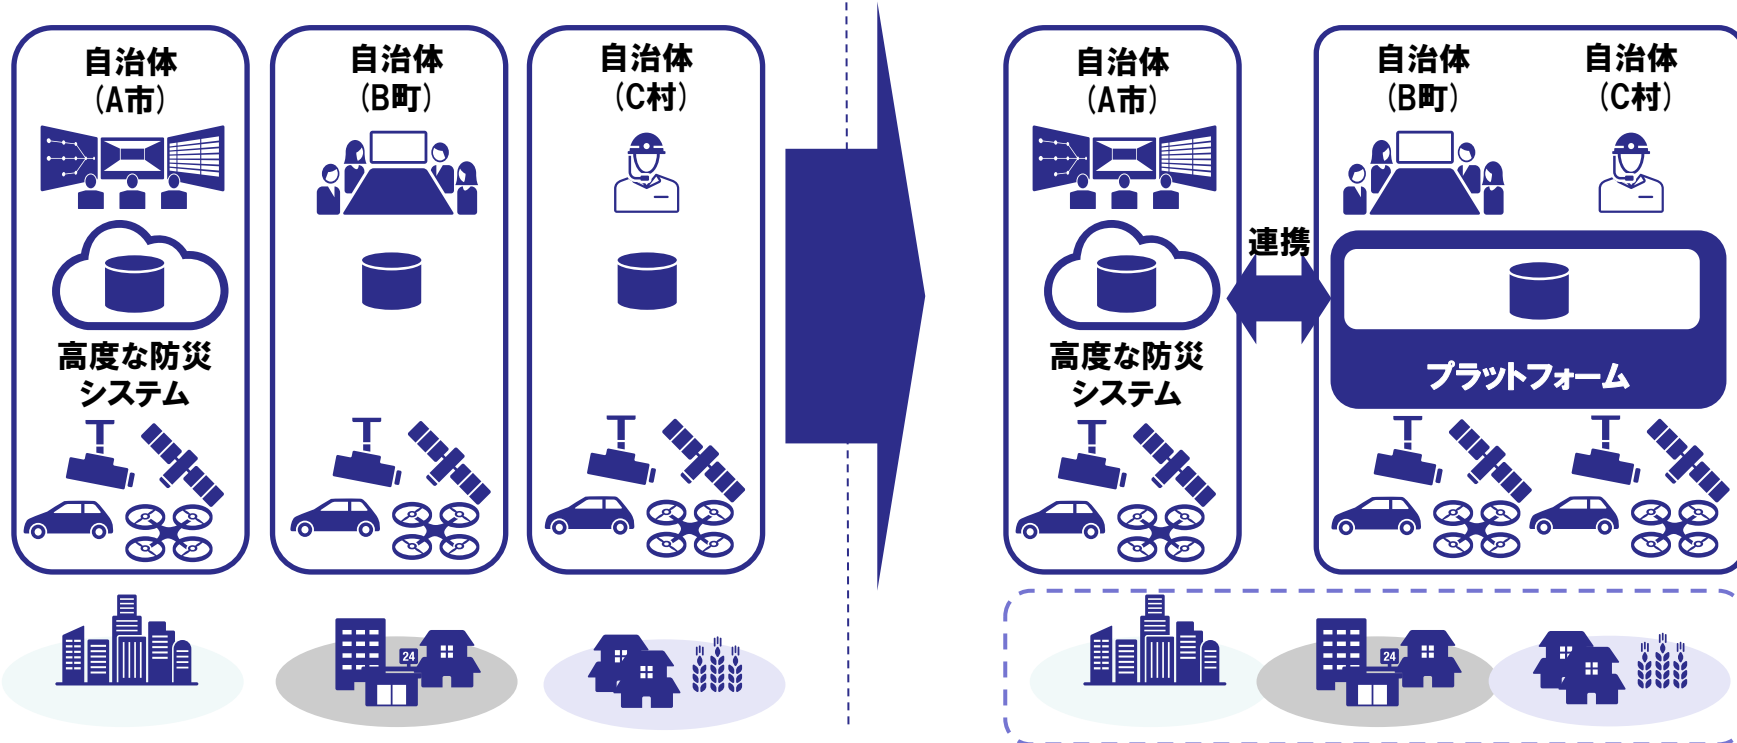 自治体
(A市)
自治体
(B町)
自治体
(C村)
高度な防災
システム
24
自治体
(A市)
自治体
(B町)
自治体
(C村)
連携
高度な防災
システム
プラットフォーム
24